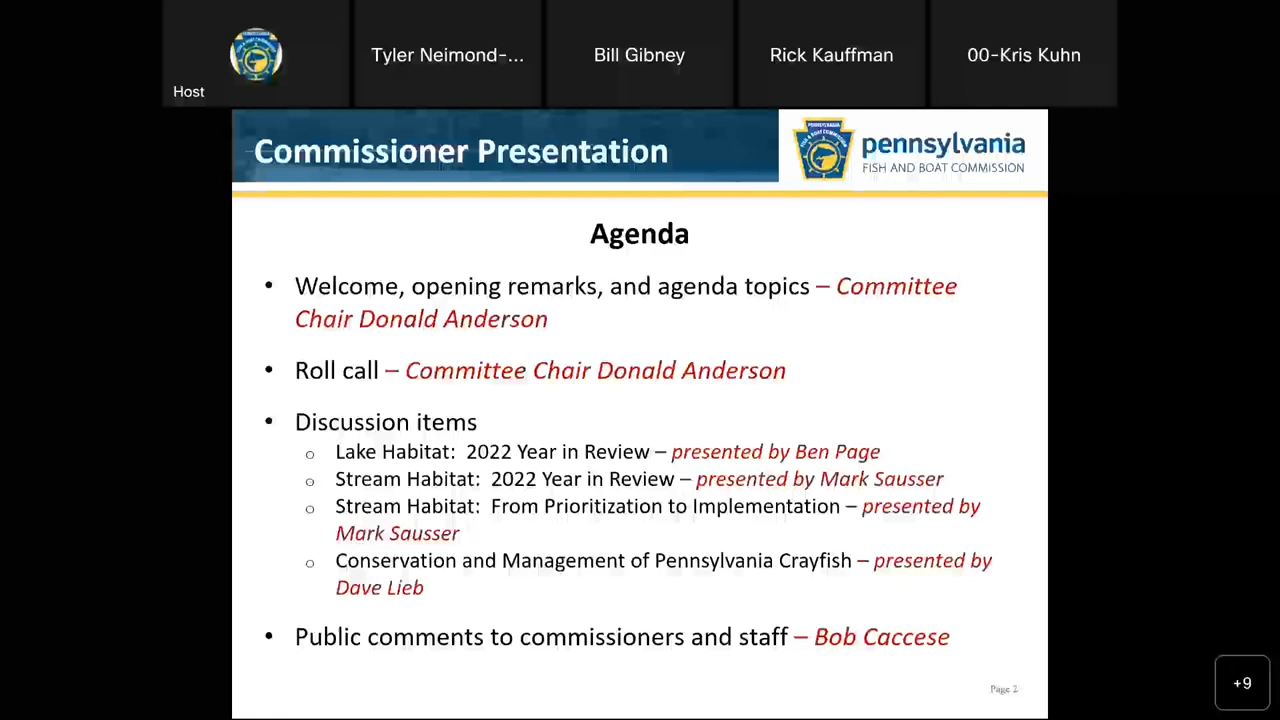 Tyler Neimond-...
Bill Gibney
Rick Kauffman
00-Kris Kuhn
Host
Commissioner Presentation
pennsylvania
FISH AND BOAT COMMISSION
Agenda
• Welcome, opening remarks, and agenda topics – Committee
Chair Donald Anderson
• Roll call – Committee Chair Donald Anderson
• Discussion items
o Lake Habitat: 2022 Year in Review – presented by Ben Page
o Stream Habitat: 2022 Year in Review – presented by Mark Sausser
o Stream Habitat: From Prioritization to Implementation – presented by
Mark Sausser
o Conservation and Management of Pennsylvania Crayfish – presented by
Dave Lieb
• Public comments to commissioners and staff – Bob Caccese
Page 2
+9